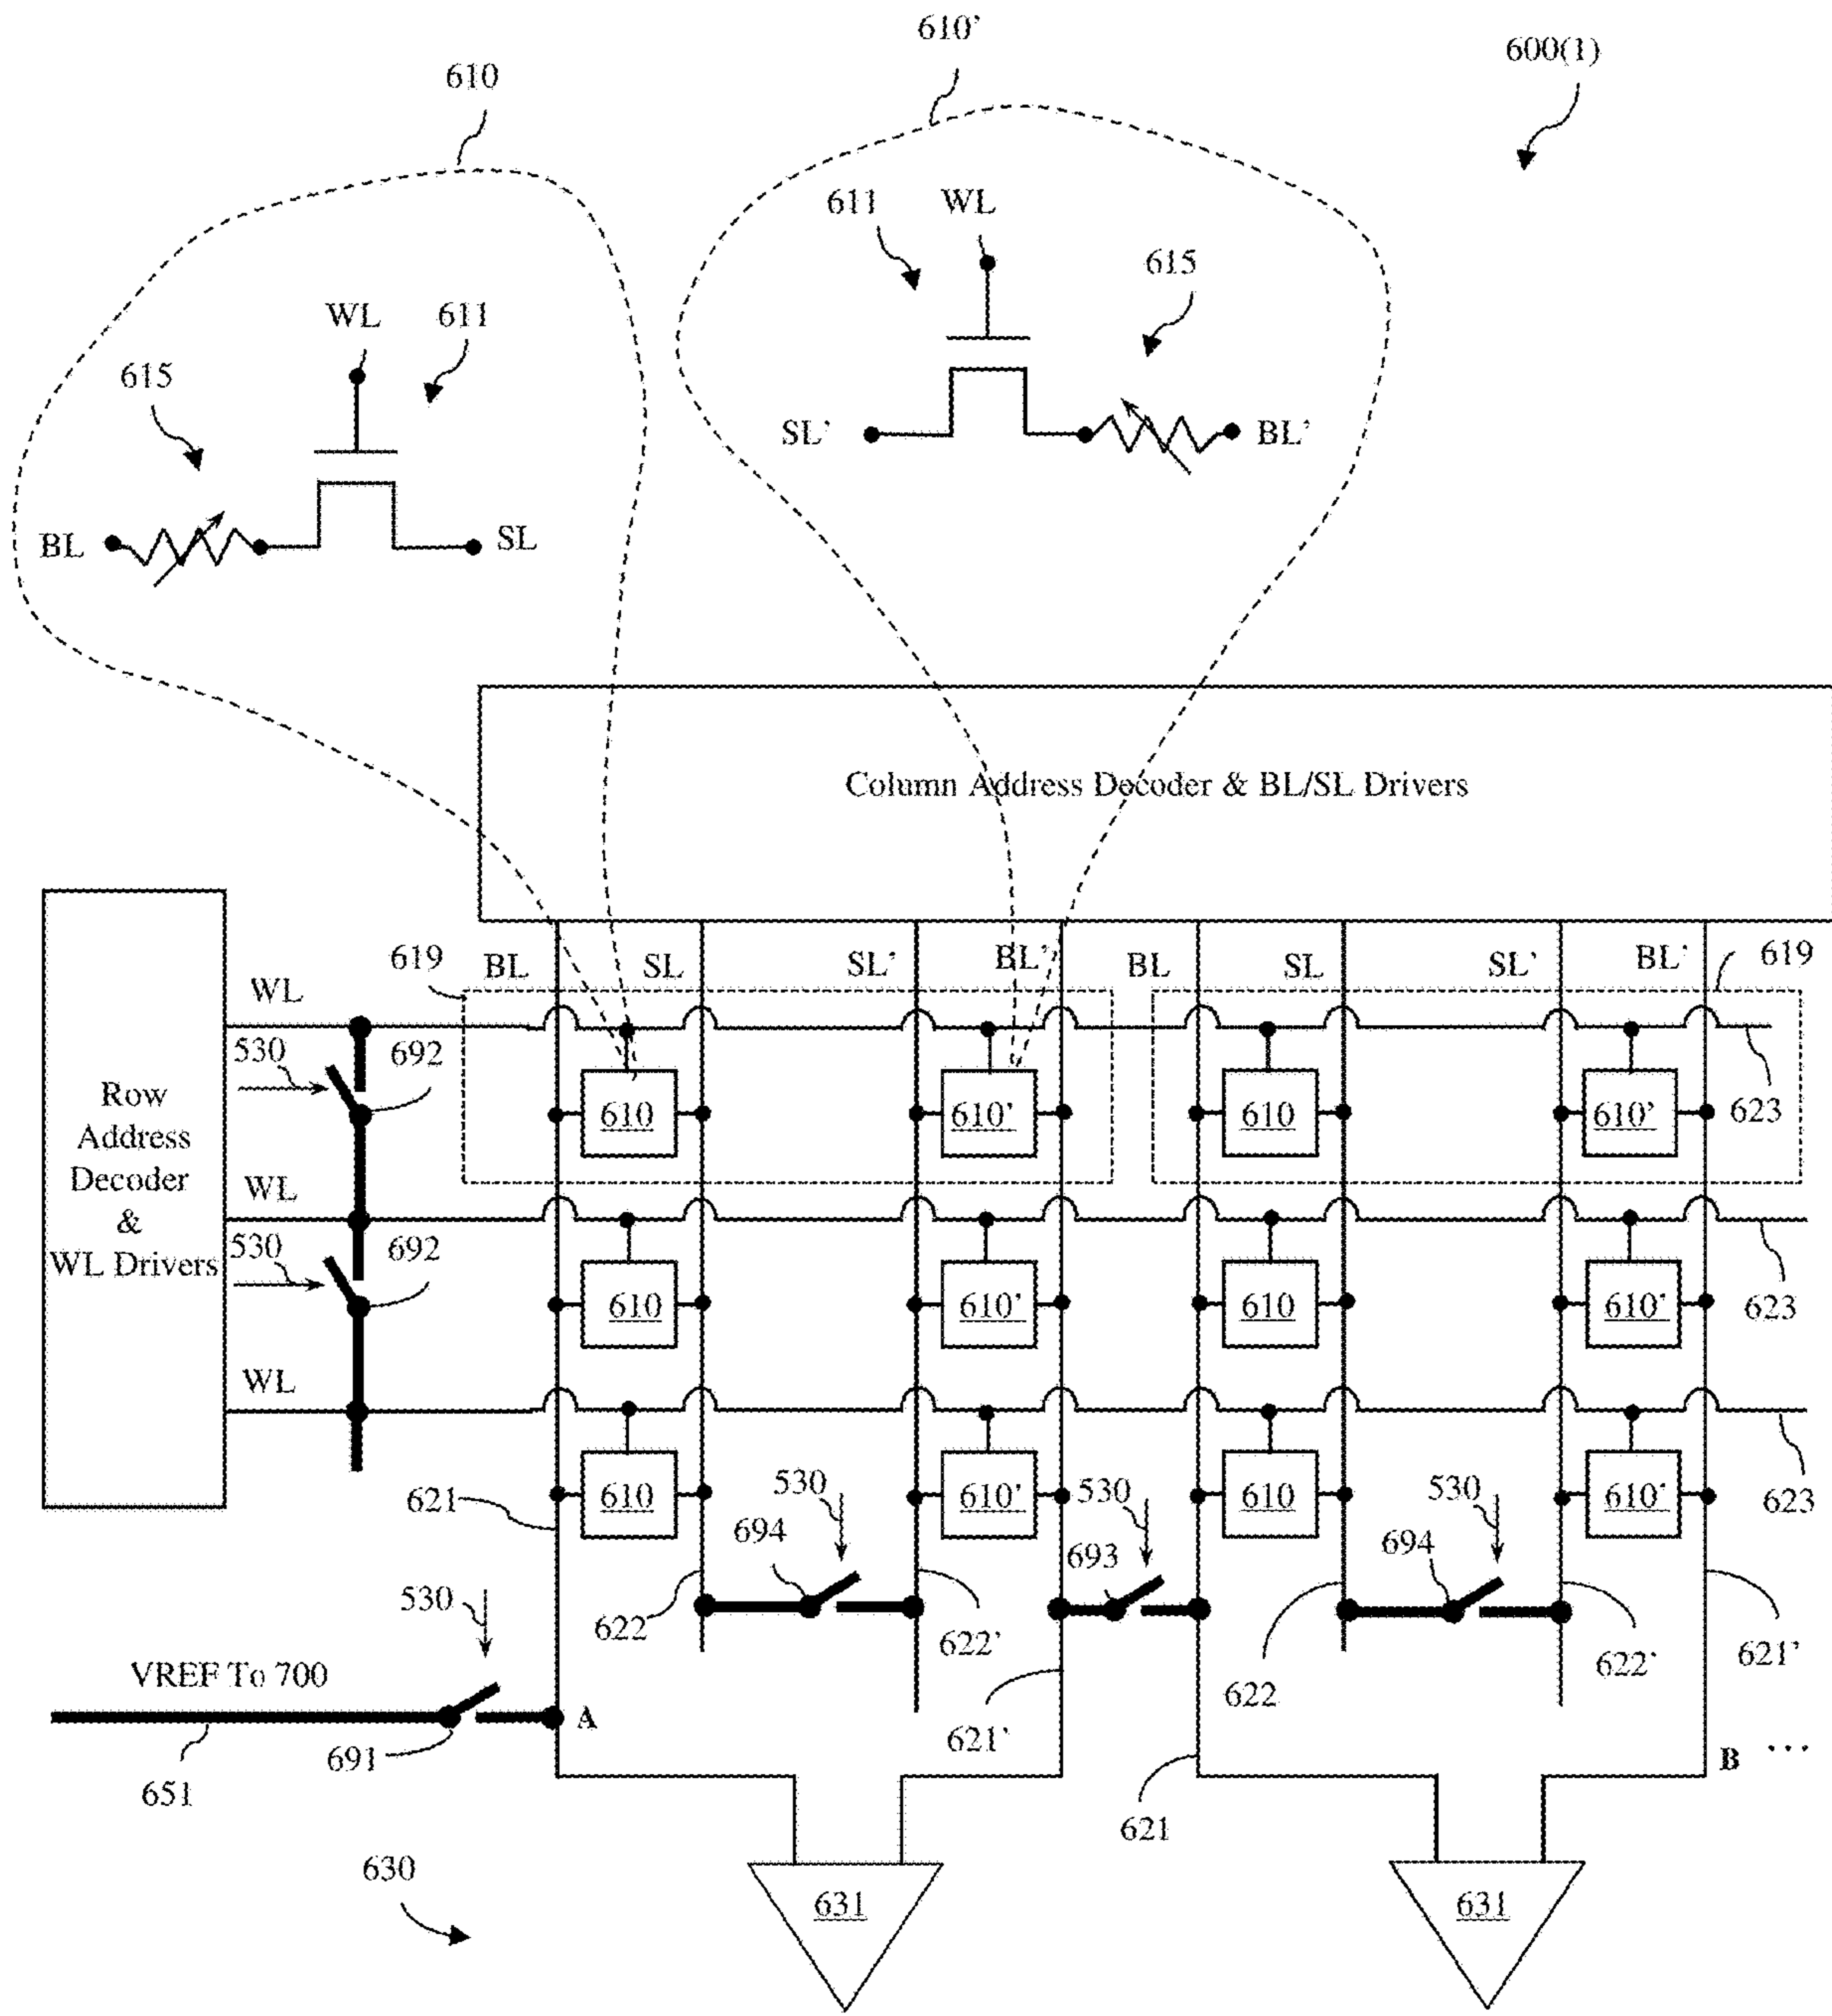 610'
600(1)
610
611
WL
615
WL
611
615
SL'
BL'
BL
SL
Column Address Decoder & BL/SL Drivers
619
BL
SL
SL'
BL'
BL
SL
SL'
BL'
619
WL
530
692
610
610'
610
610'
623
Row
Address
Decoder
&
WL Drivers
WL
530
692
610
610'
610
610'
623
WL
621
610
530
610'
530
610
530
610'
623
694
693
694
530
622
622'
622
622'
621'
VREF To 700
A
621'
691
651
B ...
621
630
631
631